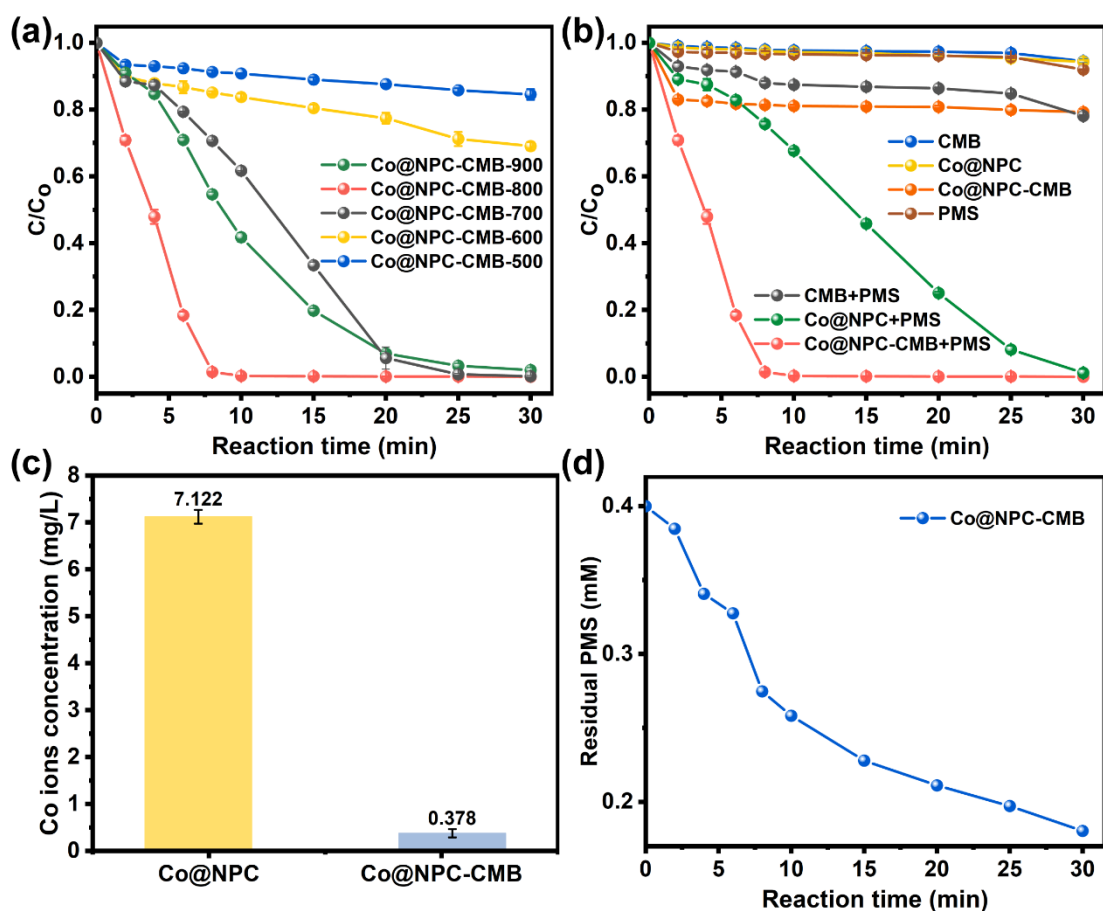 (a)
1.0
0.8
0.6
0.4
0.2
0.0
C/C₀
Co@NPC-CMB-900
Co@NPC-CMB-800
Co@NPC-CMB-700
Co@NPC-CMB-600
Co@NPC-CMB-500
0 5 10 15 20 25 30
Reaction time (min)
(b)
1.0
0.8
0.6
0.4
0.2
0.0
C/C₀
CMB
Co@NPC
Co@NPC-CMB
PMS
CMB+PMS
Co@NPC+PMS
Co@NPC-CMB+PMS
0 5 10 15 20 25 30
Reaction time (min)
(c)
8
7
6
5
4
3
2
1
0
Co ions concentration (mg/L)
7.122
0.378
Co@NPC Co@NPC-CMB
(d)
0.4
0.3
0.2
Residual PMS (mM)
Co@NPC-CMB
0 5 10 15 20 25 30
Reaction time (min)